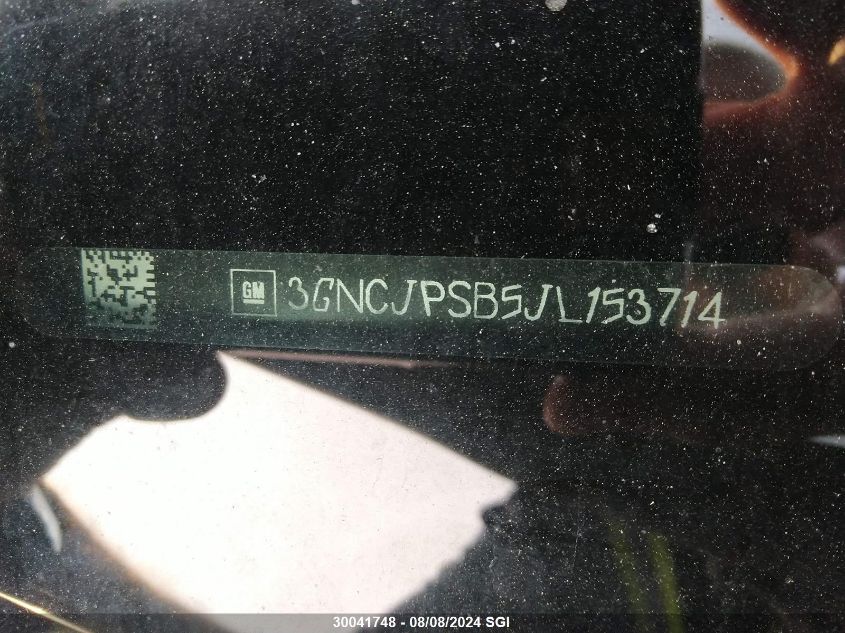 GM 3GNCJPSB5JL153714
30041748 - 08/08/2024 SGI